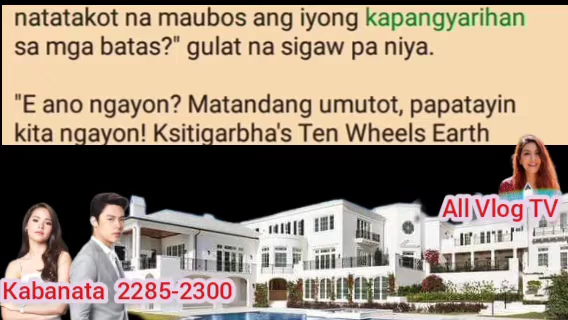 natatakot na maubos ang iyong kapangyarihan
sa mga batas?" gulat na sigaw pa niya.
"E ano ngayon? Matandang umutot, papatayin
kita ngayon! Ksitigarbha's Ten Wheels Earth
All Vlog TV
Kabanata 2285-2300